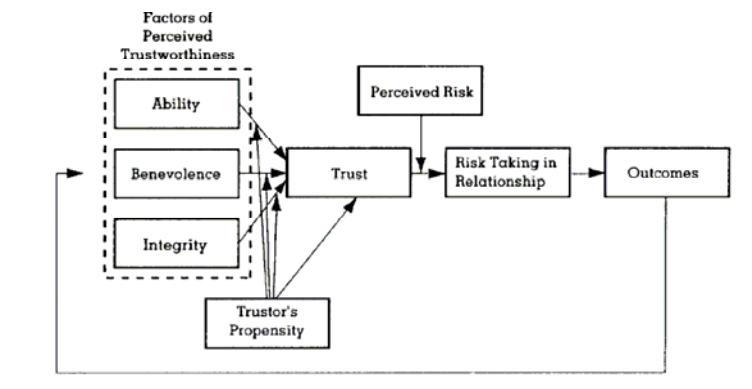 Factors of
Perceived
Trustworthiness
Ability
Benevolence
Integrity
Trustor's
Propensity
Trust
Perceived Risk
Risk Taking in
Relationship
Outcomes